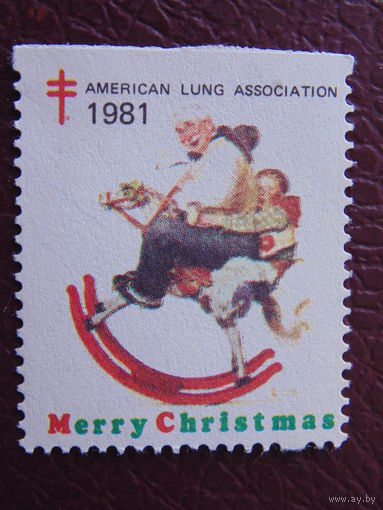 AMERICAN LUNG ASSOCIATION
1981
Merry Christmas
www.ay.by